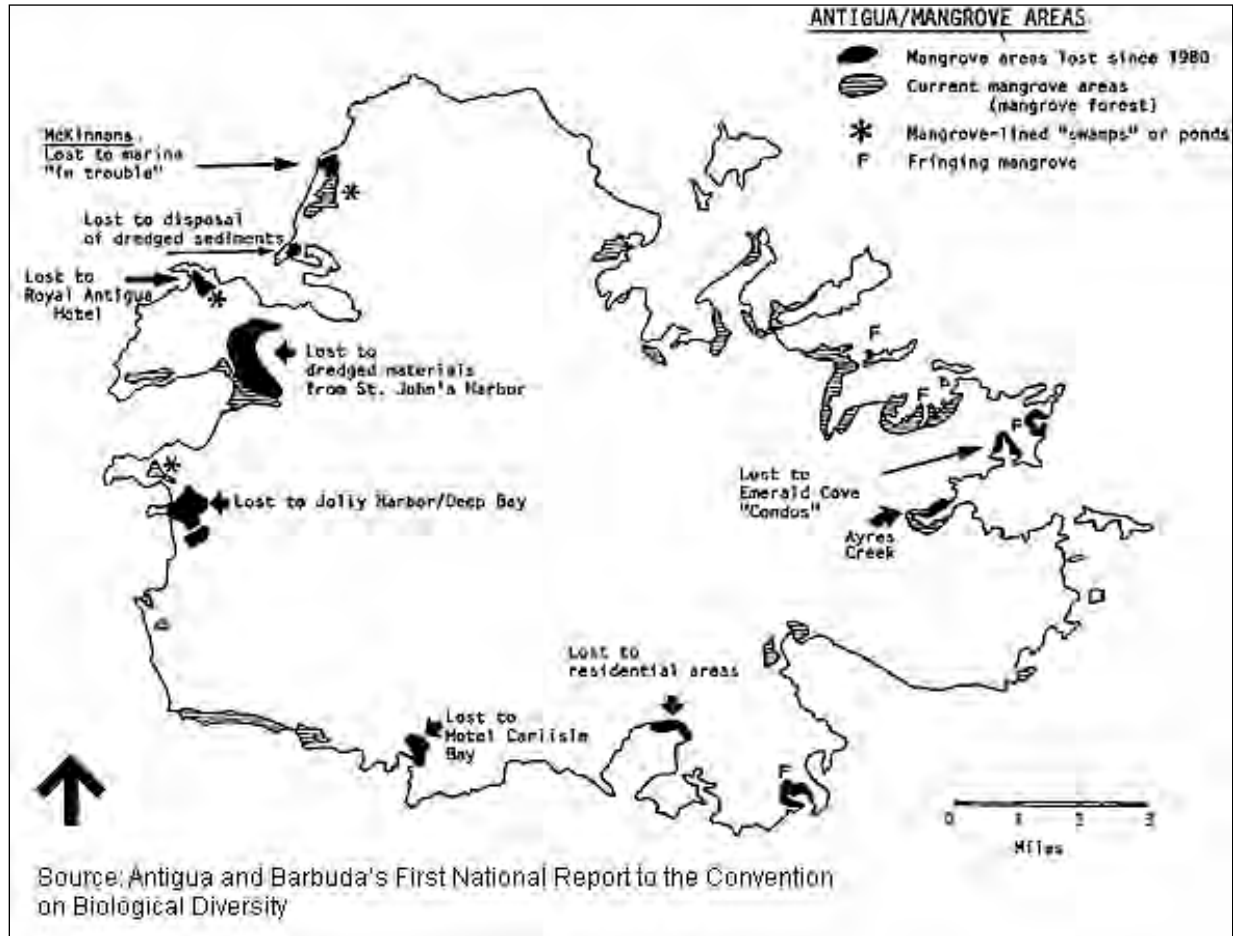 ANTIGUA/MANGROVE AREAS
Mangrove areas lost since 1980
Current mangrove areas
(mangrove forest)
* Mangrove-lined "swamps" or ponds
F Fringing mangrove
McKinnons
Lost to marina
"in trouble"
*
Lost to disposal
of dredged sediments
Lost to
Royal Antigua
Hotel
*
Lost to
dredged materials
from St. John's Harbor
F
F
F
*
Lost to Jolly Harbor/Deep Bay
Lost to
Emerald Cove
"Condos"
Ayres
Creek
Lost to
residential areas
Lost to
Hotel Carlisle
Bay
F
0 1 2 3
Miles
Source: Antigua and Barbuda's First National Report to the Convention
on Biological Diversity